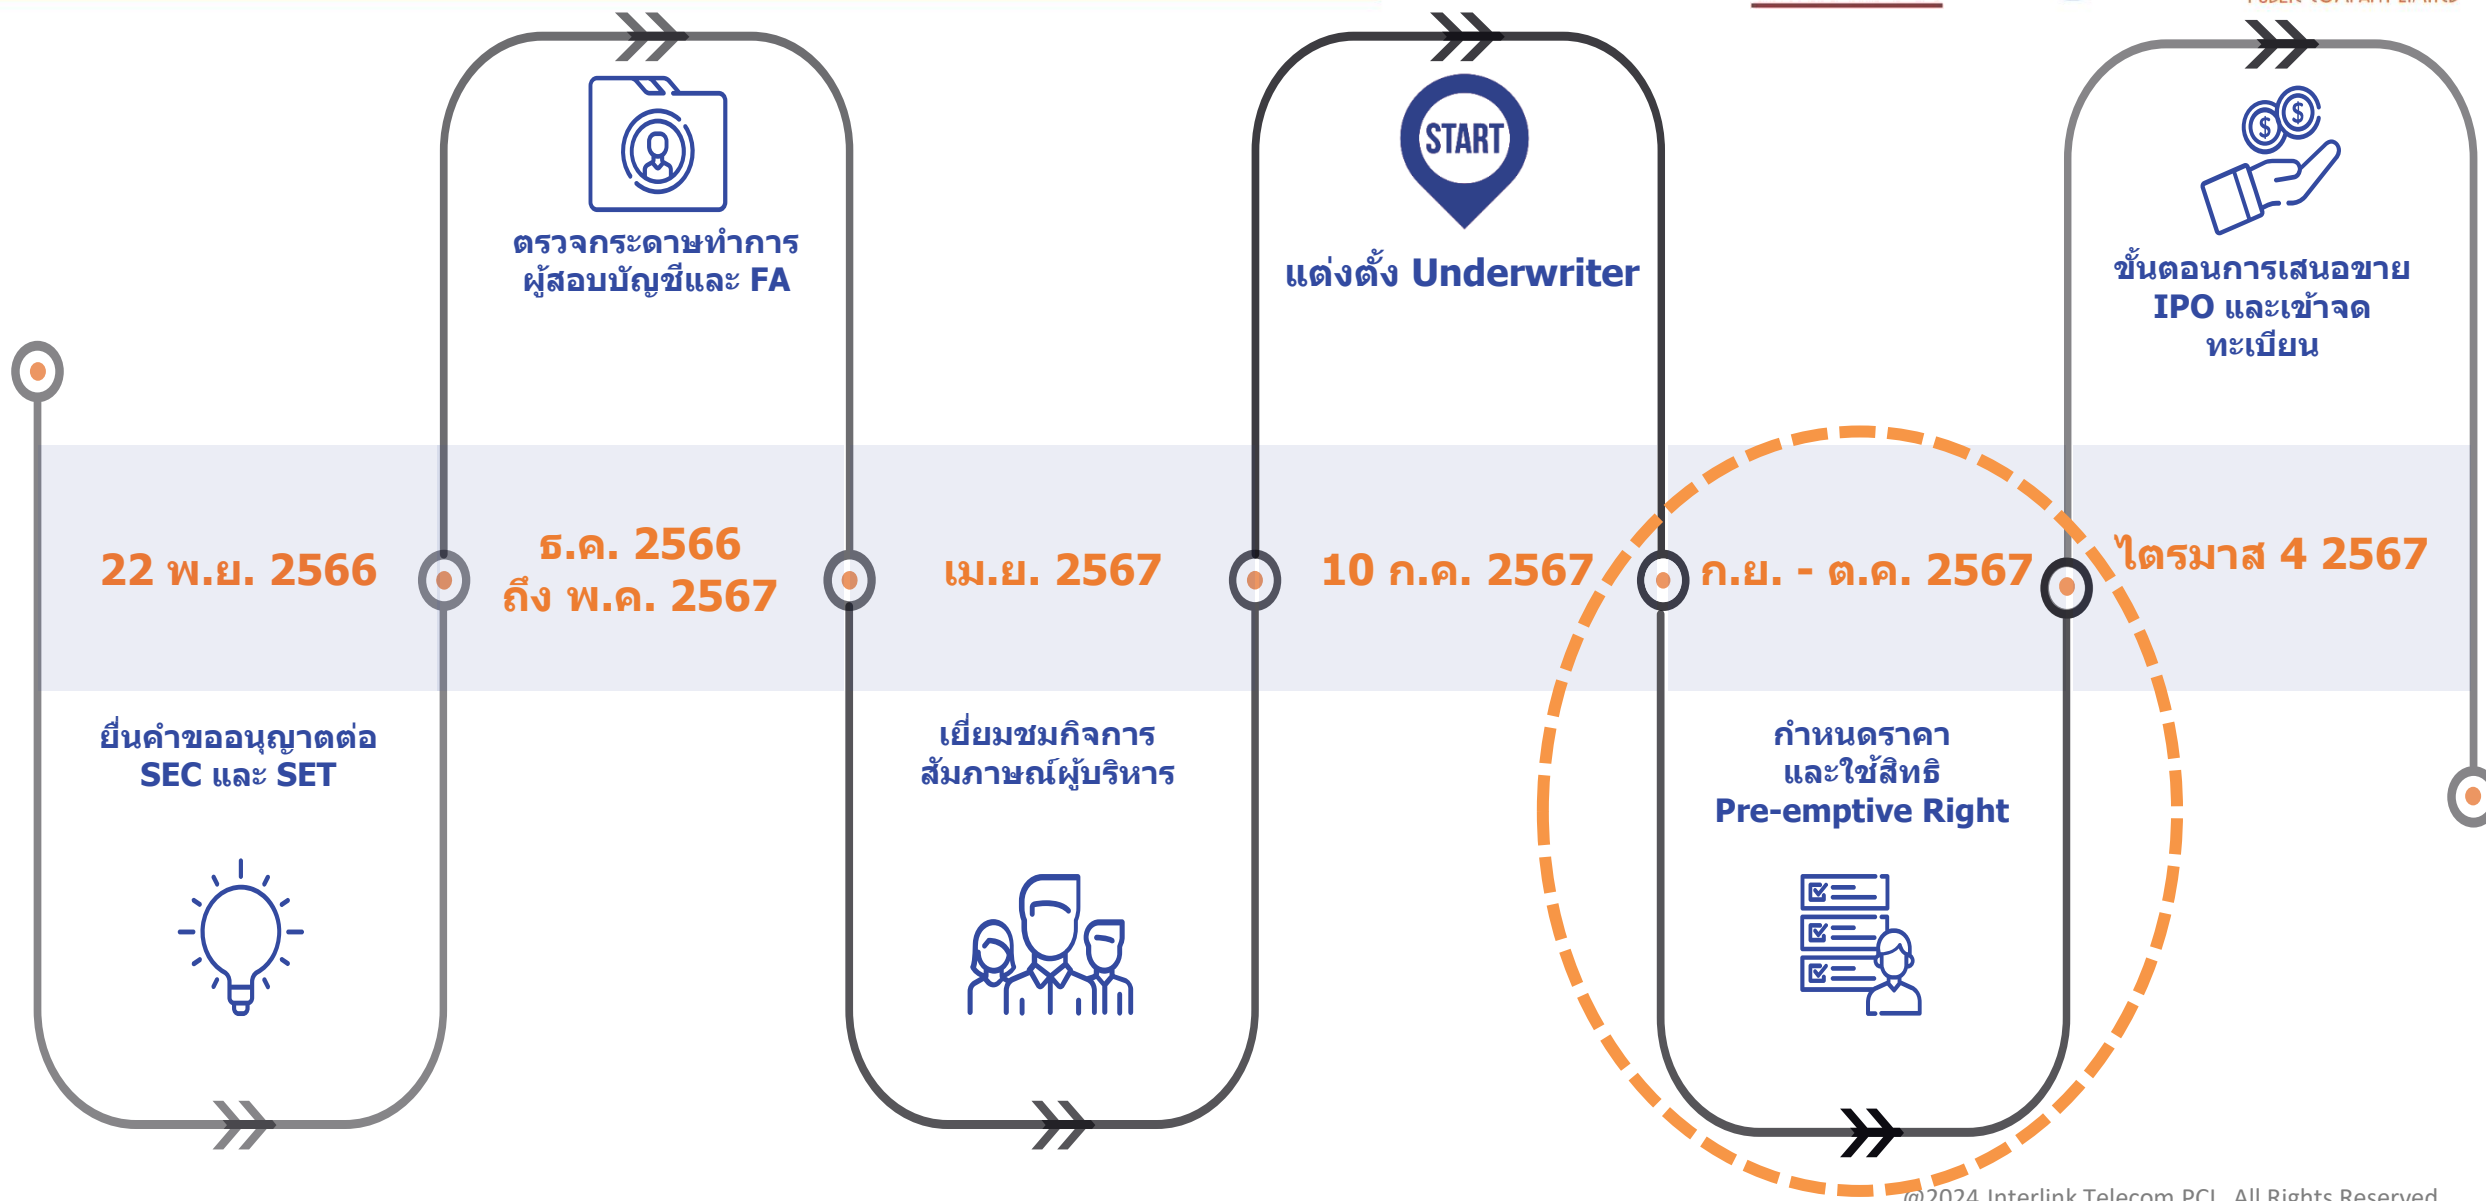 PUBLIC COMPANY LIMITED
START
$
$
ตรวจกระดาษทำการ
ผู้สอบบัญชีและ FA
แต่งตั้ง Underwriter
ขั้นตอนการเสนอขาย
IPO และเข้าจด
ทะเบียน
22 พ.ย. 2566
ธ.ค. 2566
ถึง พ.ค. 2567
เม.ย. 2567
10 ก.ค. 2567
ก.ย. - ต.ค. 2567
ไตรมาส 4 2567
ยื่นคำขออนุญาตต่อ
SEC และ SET
เยี่ยมชมกิจการ
สัมภาษณ์ผู้บริหาร
กำหนดราคา
และใช้สิทธิ
Pre-emptive Right
@2024 Interlink Telecom PCL. All Rights Reserved